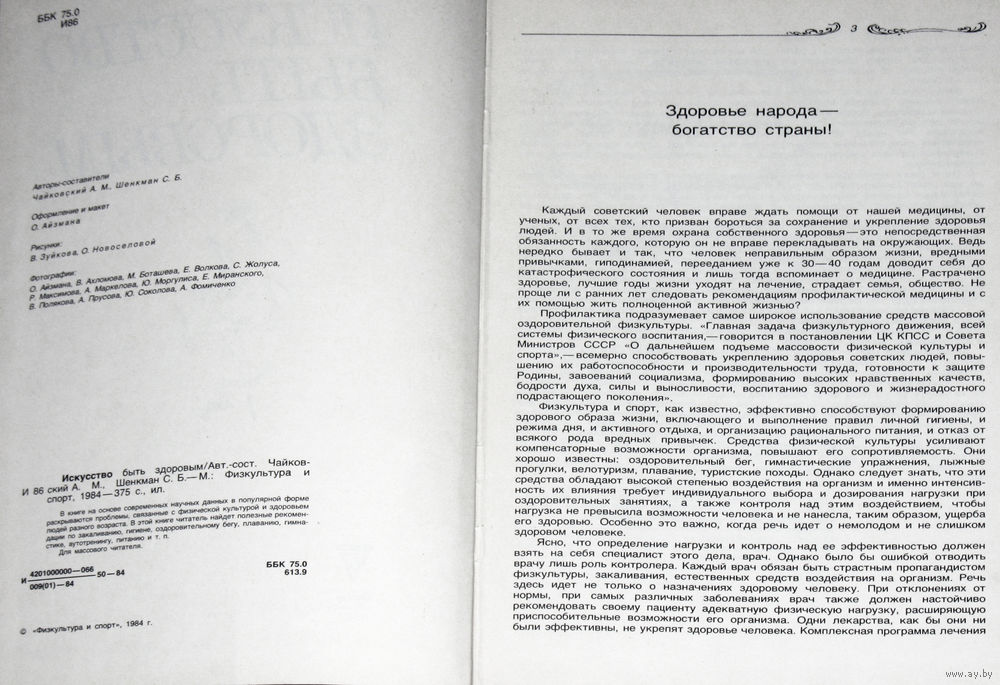 ББК 75.0
И86
Авторы-составители
Чайковский А. М., Шенкман С. Б.
Оформление и макет
О. Айзмана
Рисунки:
В. Зуйкова, О. Новоселовой
Фотографии:
О. Айзмана, В. Ахломова, М. Боташева, Е. Волкова, С. Жолуса,
Р. Максимова, А. Маркелова, Ю. Моргулиса, Е. Миранского,
В. Полякова, А. Прусова, Ю. Соколова, А. Фомиченко
Искусство быть здоровым/Авт.-сост. Чайков-
И 86 ский А. М., Шенкман С. Б.—М.: Физкультура и
спорт, 1984—375 с., ил.
В книге на основе современных научных данных в популярной форме
раскрываются проблемы, связанные с физической культурой и здоровьем
людей разного возраста. В этой книге читатель найдет полезные рекомен-
дации по закаливанию, гигиене, оздоровительному бегу, плаванию, гимна-
стике, аутотренингу, питанию и т. п.
Для массового читателя.
И 4201000000—066
009(01)—84 50—84
ББК 75.0
613.9
© «Физкультура и спорт», 1984 г.
3
Здоровье народа—
богатство страны!
Каждый советский человек вправе ждать помощи от нашей медицины, от
ученых, от всех тех, кто призван бороться за сохранение и укрепление здоровья
людей. И в то же время охрана собственного здоровья—это непосредственная
обязанность каждого, которую он не вправе перекладывать на окружающих. Ведь
нередко бывает и так, что человек неправильным образом жизни, вредными
привычками, гиподинамией, перееданием уже к 30—40 годам доводит себя до
катастрофического состояния и лишь тогда вспоминает о медицине. Растрачено
здоровье, лучшие годы жизни уходят на лечение, страдает семья, общество. Не
проще ли с ранних лет следовать рекомендациям профилактической медицины и с
их помощью жить полноценной активной жизнью?
Профилактика подразумевает самое широкое использование средств массовой
оздоровительной физкультуры. «Главная задача физкультурного движения, всей
системы физического воспитания,—говорится в постановлении ЦК КПСС и Совета
Министров СССР «О дальнейшем подъеме массовости физической культуры и
спорта»,—всемерно способствовать укреплению здоровья советских людей, повы-
шению их работоспособности и производительности труда, готовности к защите
Родины, завоеваний социализма, формированию высоких нравственных качеств,
бодрости духа, силы и выносливости, воспитанию здорового и жизнерадостного
подрастающего поколения».
Физкультура и спорт, как известно, эффективно способствуют формированию
здорового образа жизни, включающего и выполнение правил личной гигиены, и
режима дня, и активного отдыха, и организацию рационального питания, и отказ от
всякого рода вредных привычек. Средства физической культуры усиливают
компенсаторные возможности организма, повышают его сопротивляемость. Они
хорошо известны: оздоровительный бег, гимнастические упражнения, лыжные
прогулки, велотуризм, плавание, туристские походы. Однако следует знать, что эти
средства обладают высокой степенью воздействия на организм и именно интенсив-
ность их влияния требует индивидуального выбора и дозирования нагрузки при
оздоровительных занятиях, а также контроля над этим воздействием, чтобы
нагрузка не превысила возможности человека и не нанесла, таким образом, ущерба
его здоровью. Особенно это важно, когда речь идет о немолодом и не слишком
здоровом человеке.
Ясно, что определение нагрузки и контроль над ее эффективностью должен
взять на себя специалист этого дела, врач. Однако было бы ошибкой отводить
врачу лишь роль контролера. Каждый врач обязан быть страстным пропагандистом
физкультуры, закаливания, естественных средств воздействия на организм. Речь
здесь идет не только о назначениях здоровому человеку. При отклонениях от
нормы, при самых различных заболеваниях врач также должен настойчиво
рекомендовать своему пациенту адекватную физическую нагрузку, расширяющую
приспособительные возможности его организма. Одни лекарства, как бы они ни
были эффективны, не укрепят здоровье человека. Комплексная программа лечения
www.ay.by